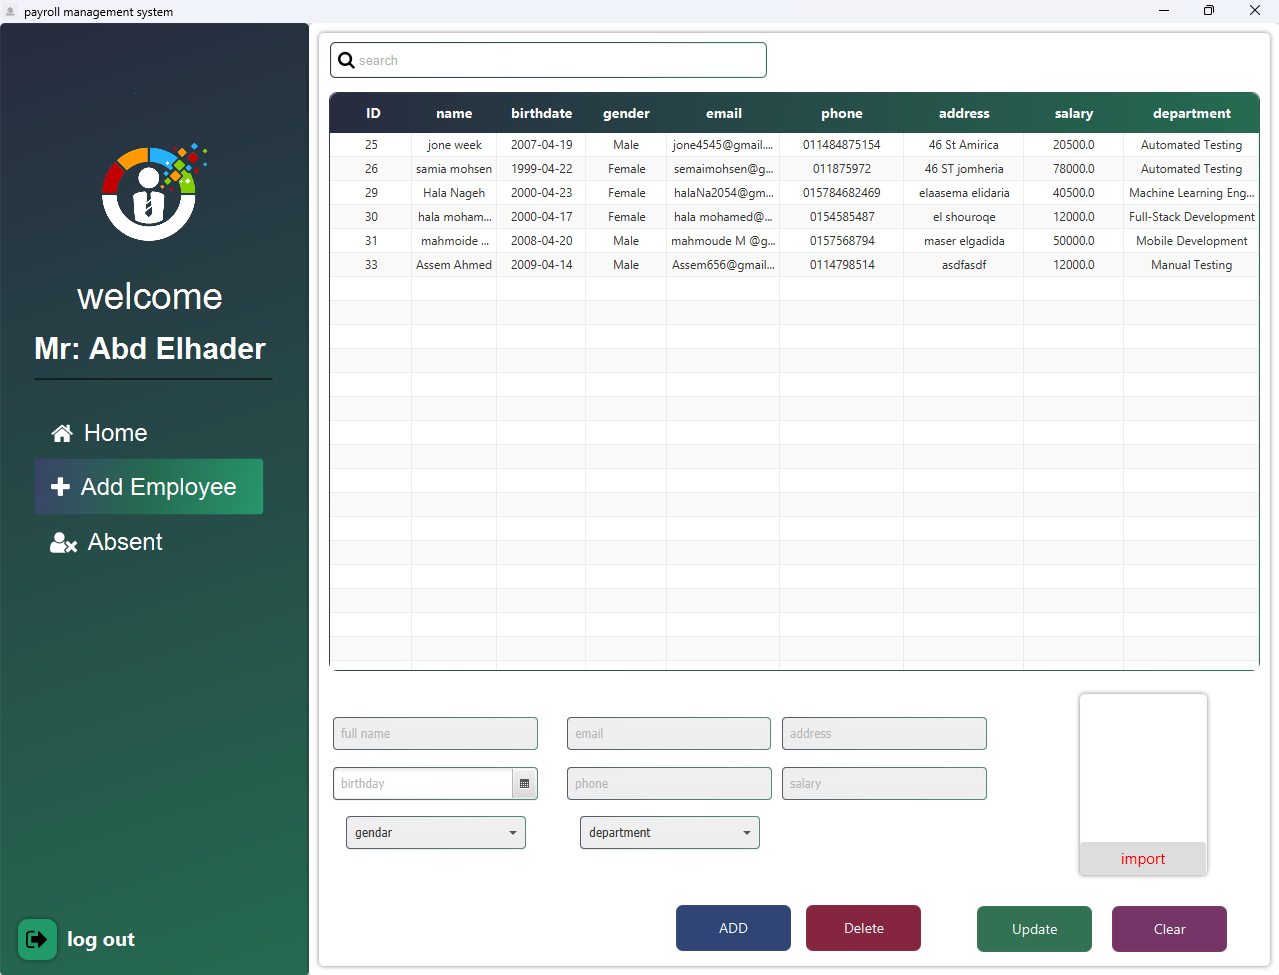 payroll management system
welcome
Mr: Abd Elhader
Home
Add Employee
Absent
log out
search
ID name birthdate gender email phone address salary department
25 jone week 2007-04-19 Male jone4545@gmail.... 011484875154 46 St Amirica 20500.0 Automated Testing
26 samia mohsen 1999-04-22 Female semaimohsen@g... 011875972 46 ST jomheria 78000.0 Automated Testing
29 Hala Nageh 2000-04-23 Female halaNa2054@gm... 015784682469 elaasema elidaria 40500.0 Machine Learning Eng...
30 hala moham... 2000-04-17 Female hala mohamed@... 0154585487 el shouroqe 12000.0 Full-Stack Development
31 mahmoide ... 2008-04-20 Male mahmoude M @g... 0157568794 maser elgadida 50000.0 Mobile Development
33 Assem Ahmed 2009-04-14 Male Assem656@gmail... 0114798514 asdfasdf 12000.0 Manual Testing
full name email address
birthday phone salary
gendar department
import
ADD Delete Update Clear